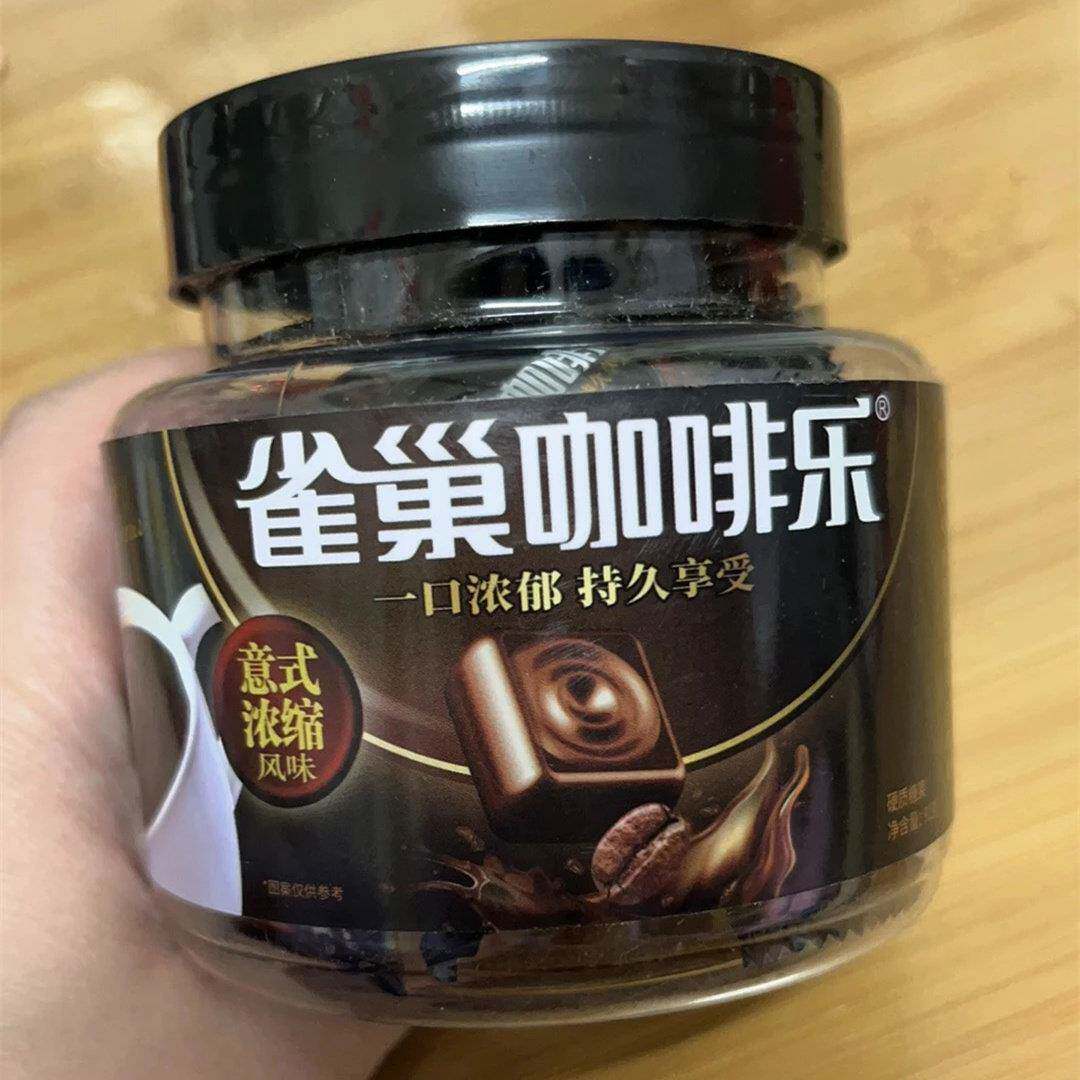 雀巢咖啡乐®
一口浓郁 持久享受
意式
浓缩
风味
硬质糖果
净含量:
*图案仅供参考